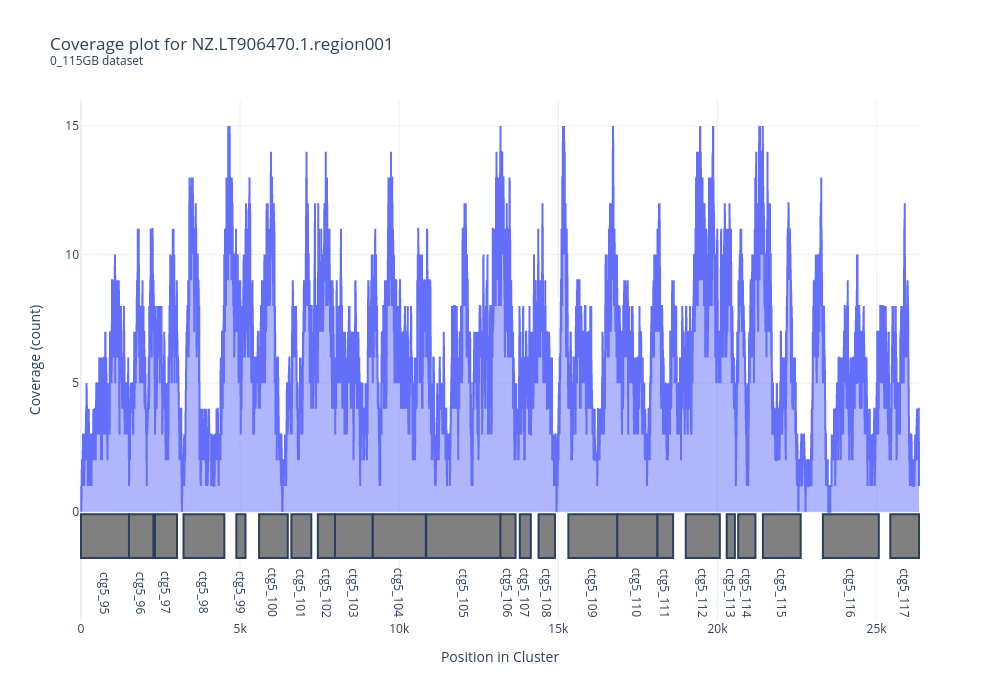 Coverage plot for NZ.LT906470.1.region001
0_115GB dataset
15
10
5
0
Coverage (count)
ctg5_95
ctg5_96
ctg5_97
ctg5_98
ctg5_99
ctg5_100
ctg5_101
ctg5_102
ctg5_103
ctg5_104
ctg5_105
ctg5_106
ctg5_107
ctg5_108
ctg5_109
ctg5_110
ctg5_111
ctg5_112
ctg5_113
ctg5_114
ctg5_115
ctg5_116
ctg5_117
0 5k 10k 15k 20k 25k
Position in Cluster